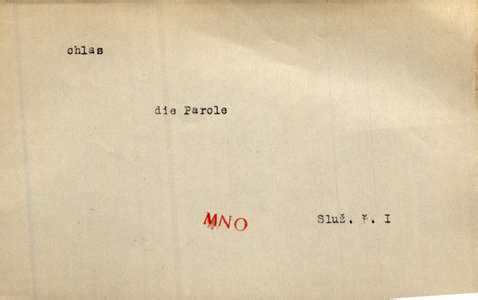 chlas
die Parole
MNO
Služ. ř. I